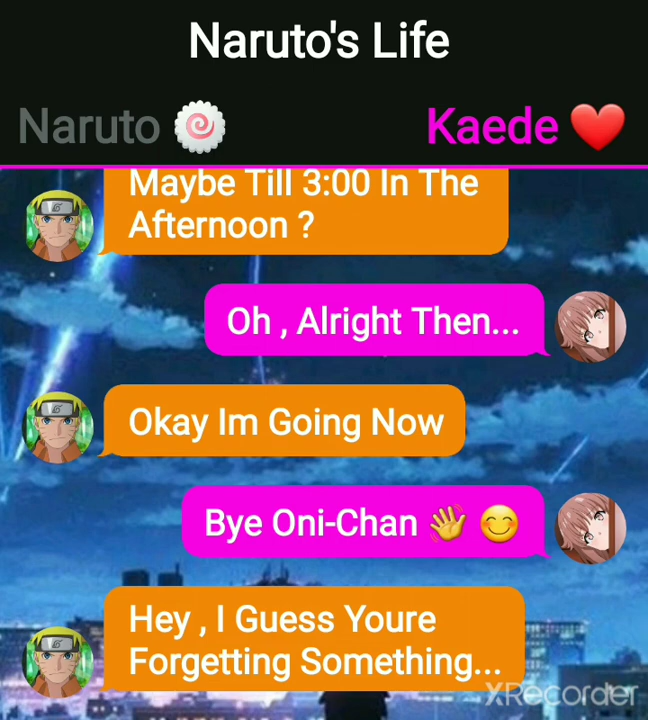 Naruto's Life
Naruto 🍥
Kaede ❤️
Maybe Till 3:00 In The
Afternoon ?
Oh , Alright Then...
Okay Im Going Now
Bye Oni-Chan 👋 😊
Hey , I Guess Youre
Forgetting Something...
XRecorder